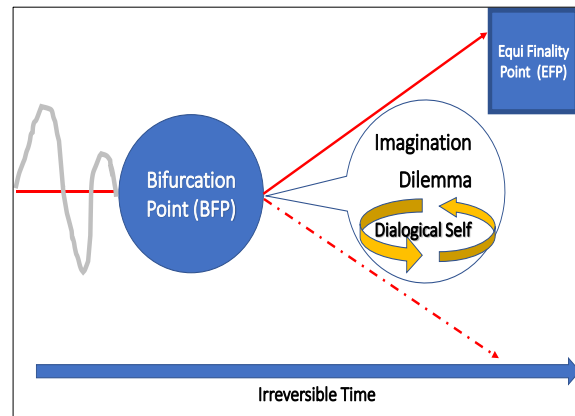 Equi Finality
Point (EFP)
Imagination
Dilemma
Dialogical Self
Bifurcation
Point (BFP)
Irreversible Time